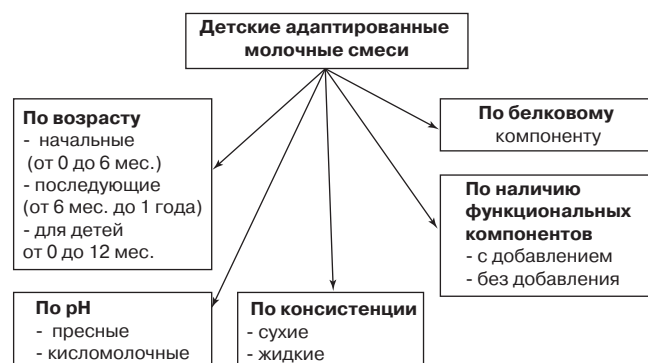 Детские адаптированные
молочные смеси
По возрасту
- начальные
(от 0 до 6 мес.)
- последующие
(от 6 мес. до 1 года)
- для детей
от 0 до 12 мес.
По белковому
компоненту
По наличию
функциональных
компонентов
- с добавлением
- без добавления
По pH
- пресные
- кисломолочные
По консистенции
- сухие
- жидкие